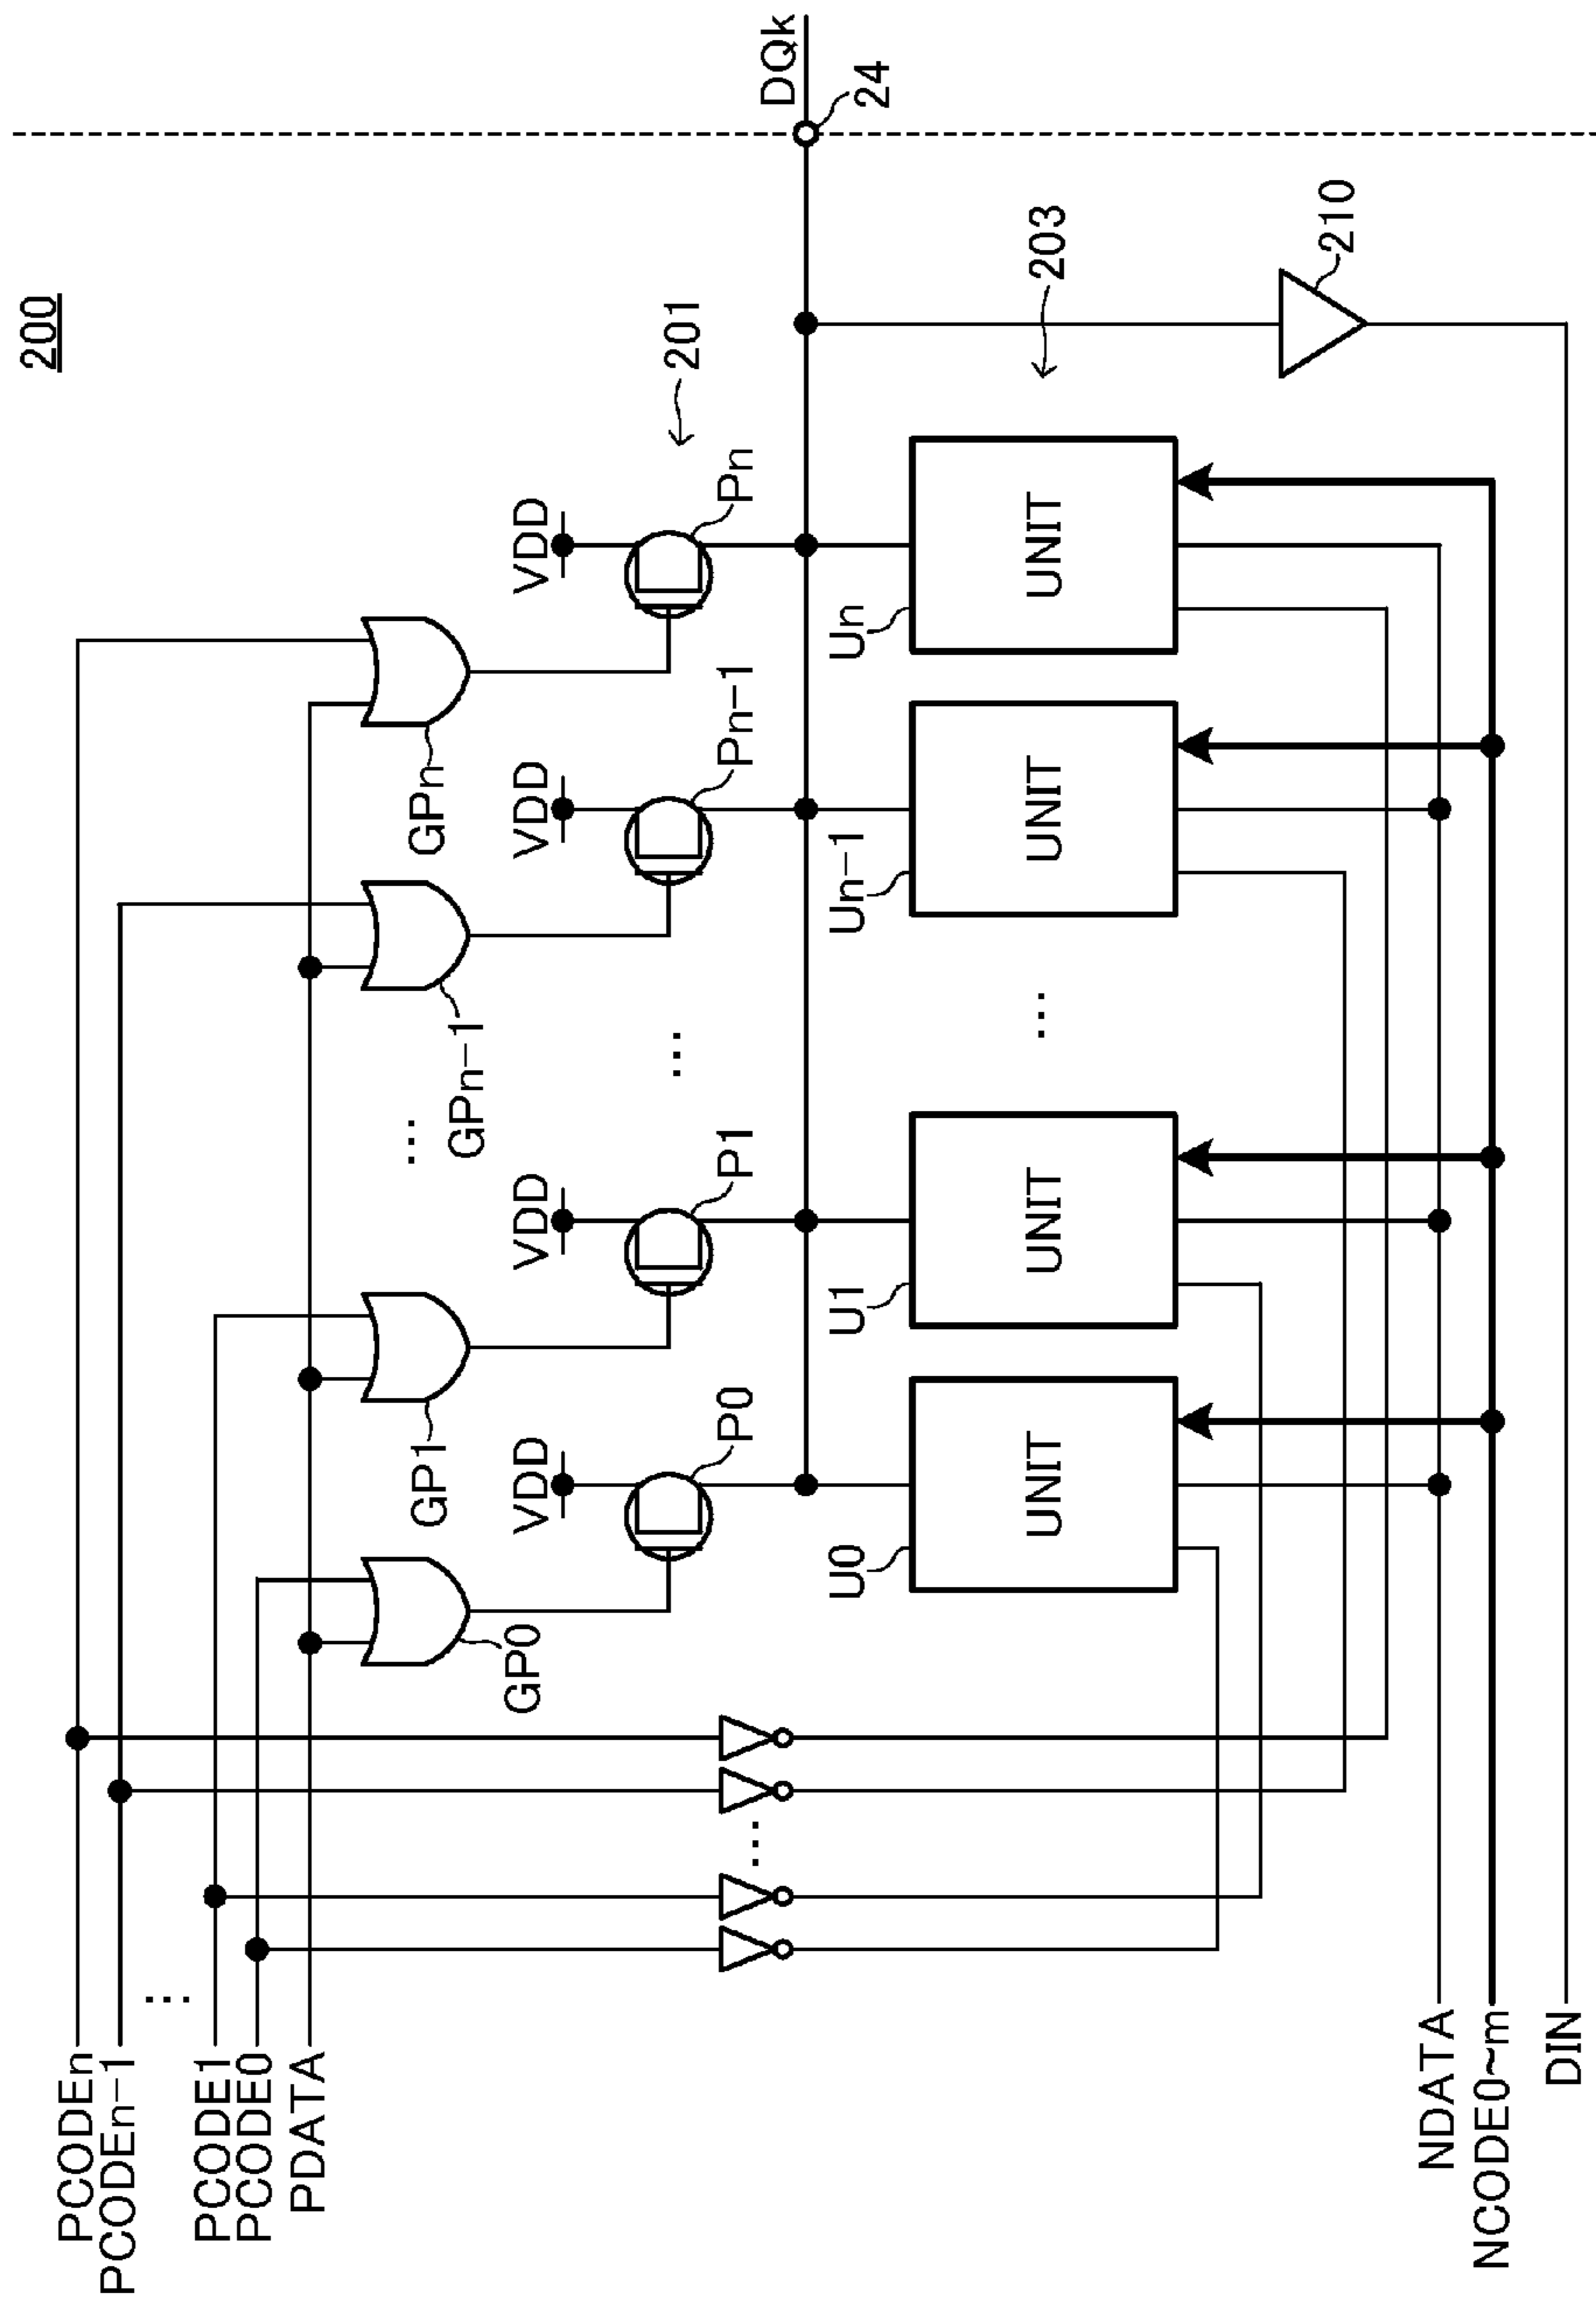 200
PCODEn
PCODEn-1
...
PCODE1
PCODE0
PDATA
GPn
GPn-1
...
GP1
GP0
VDD
VDD
VDD
VDD
201
Pn
Pn-1
...
P1
P0
...
DQk
24
Un
Un-1
U1
U0
203
UNIT
UNIT
...
UNIT
UNIT
210
NDATA
NCODE0~m
DIN